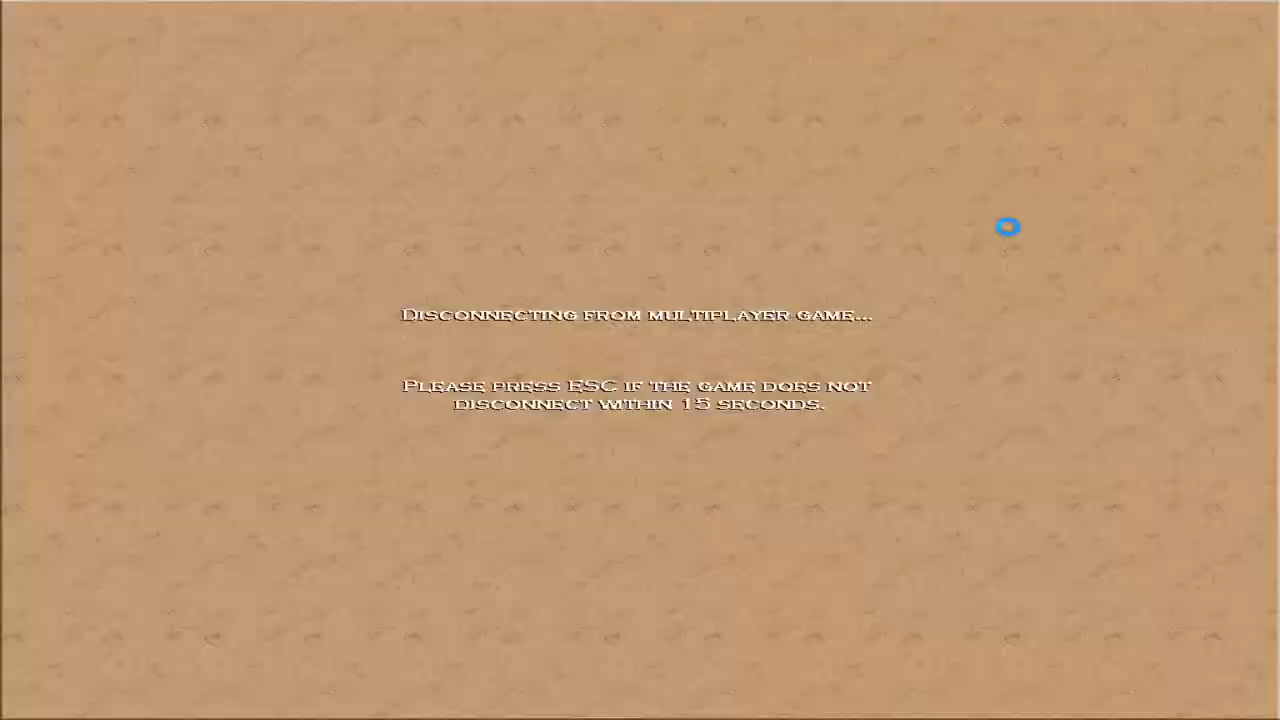 Disconnecting from multiplayer game...
Please press ESC if the game does not
disconnect within 15 seconds.